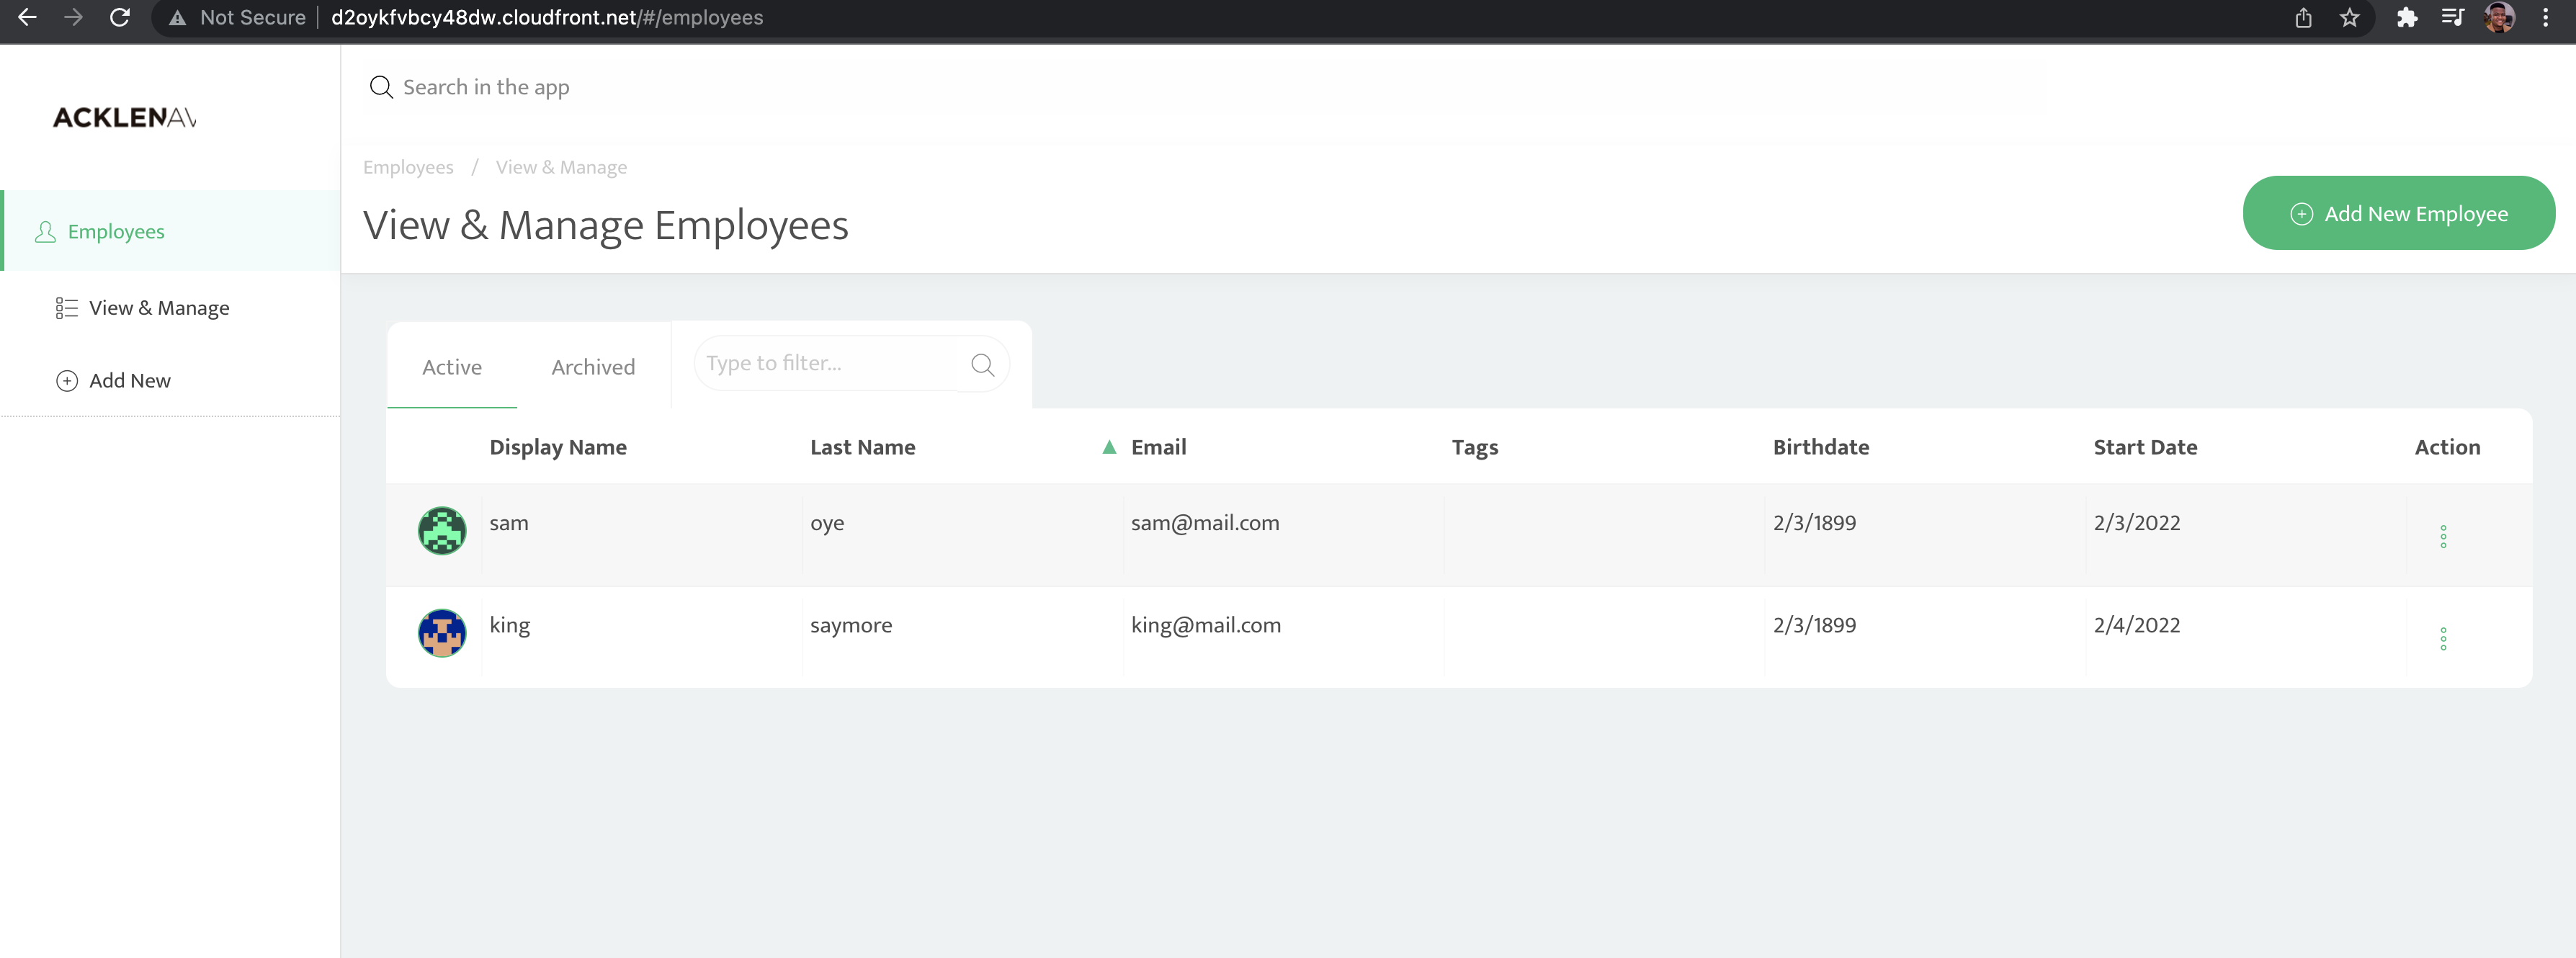 Not Secure | d2oykfvbcy48dw.cloudfront.net/#/employees
Search in the app
ACKLENAV
Employees / View & Manage
View & Manage Employees
Add New Employee
Employees
View & Manage
Add New
Active Archived Type to filter...
Display Name Last Name ▲ Email Tags Birthdate Start Date Action
sam oye sam@mail.com 2/3/1899 2/3/2022
king saymore king@mail.com 2/3/1899 2/4/2022